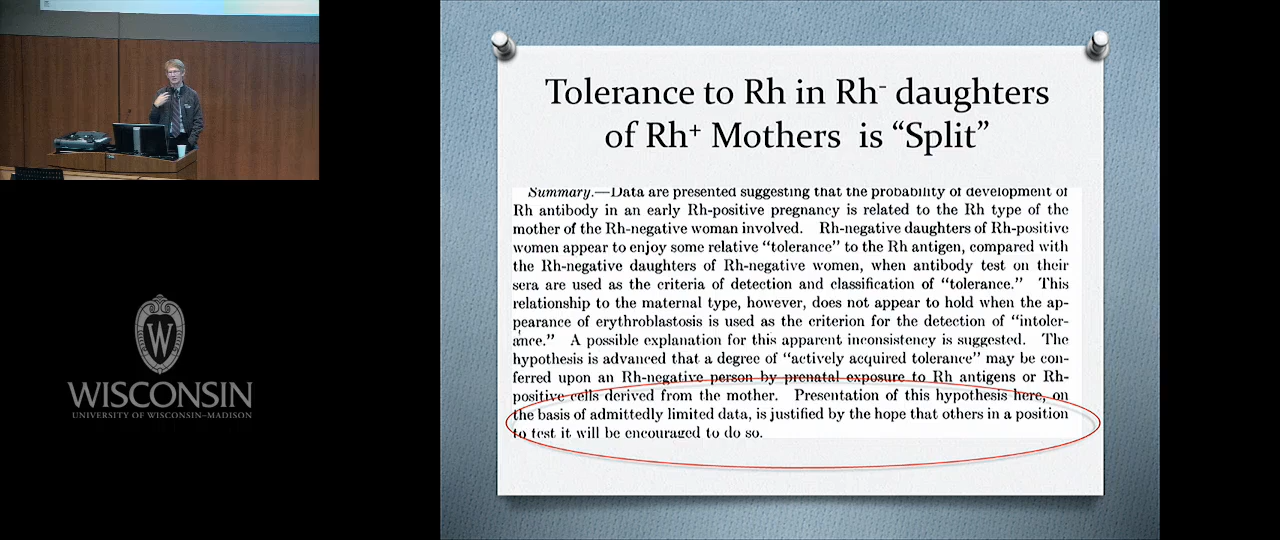 Tolerance to Rh in Rh⁻ daughters
of Rh⁺ Mothers is “Split”
Summary.—Data are presented suggesting that the probability of development of
Rh antibody in an early Rh-positive pregnancy is related to the Rh type of the
mother of the Rh-negative woman involved. Rh-negative daughters of Rh-positive
women appear to enjoy some relative “tolerance” to the Rh antigen, compared with
the Rh-negative daughters of Rh-negative women, when antibody test on their
sera are used as the criteria of detection and classification of “tolerance.” This
relationship to the maternal type, however, does not appear to hold when the ap-
pearance of erythroblastosis is used as the criterion for the detection of “intoler-
ance.” A possible explanation for this apparent inconsistency is suggested. The
hypothesis is advanced that a degree of “actively acquired tolerance” may be con-
ferred upon an Rh-negative person by prenatal exposure to Rh antigens or Rh-
positive cells derived from the mother. Presentation of this hypothesis here, on
the basis of admittedly limited data, is justified by the hope that others in a position
to test it will be encouraged to do so.
W
WISCONSIN
UNIVERSITY OF WISCONSIN–MADISON